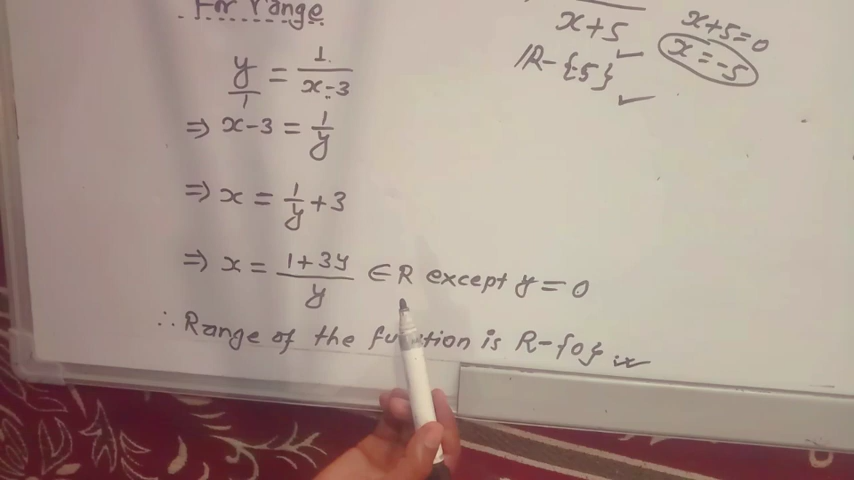 For range
y/1 = 1/x-3
⇒ x-3 = 1/y
⇒ x = 1/y + 3
⇒ x = 1+3y/y ∈ R except y = 0
∴ Range of the function is R-{0}
x+5
x+5=0
x=-5
R-{-5}